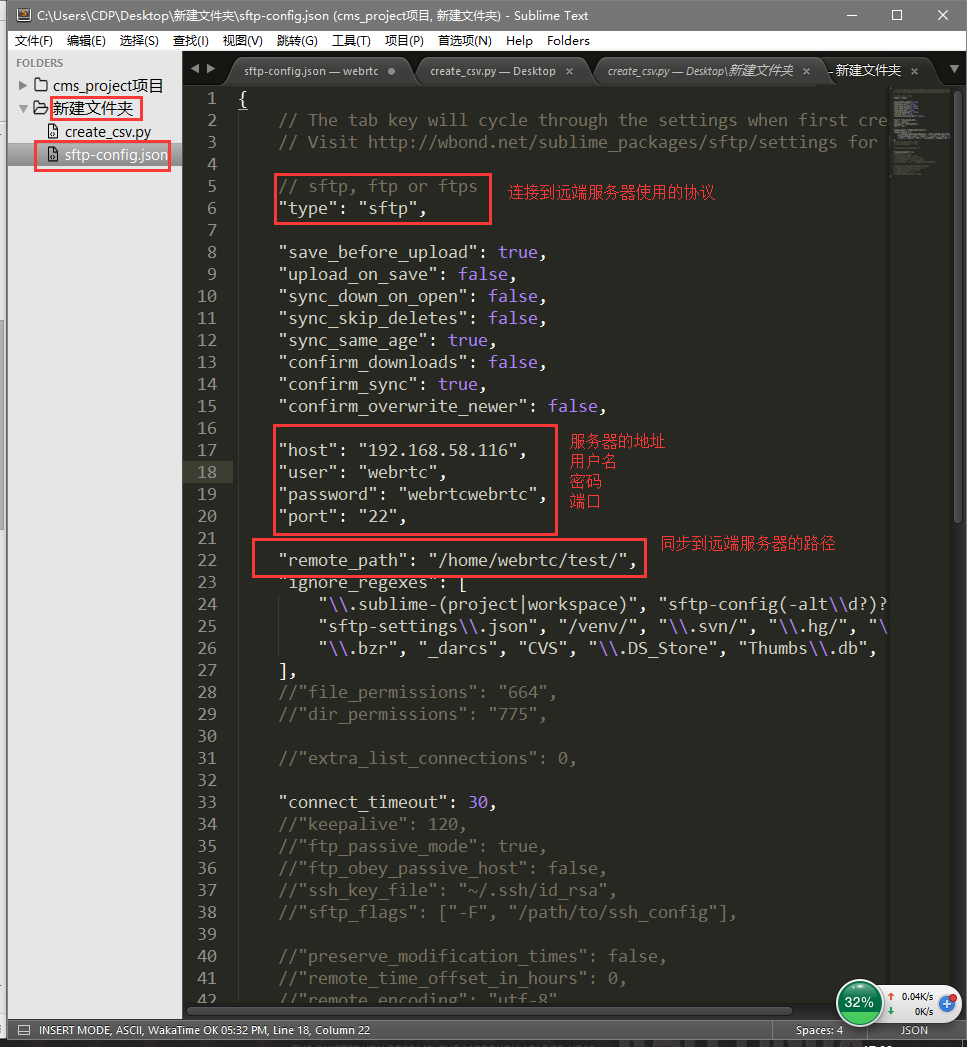 C:\Users\CDP\Desktop\新建文件夹\sftp-config.json (cms_project项目, 新建文件夹) - Sublime Text
文件(F) 编辑(E) 选择(S) 查找(I) 视图(V) 跳转(G) 工具(T) 项目(P) 首选项(N) Help Folders
FOLDERS
cms_project项目
新建文件夹
create_csv.py
sftp-config.json
sftp-config.json — webrtc
create_csv.py — Desktop
create_csv.py — Desktop\新建文件夹
新建文件夹
1 {
2 // The tab key will cycle through the settings when first cre
3 // Visit http://wbond.net/sublime_packages/sftp/settings for
4
5 // sftp, ftp or ftps
6 "type": "sftp",
连接到远端服务器使用的协议
7
8 "save_before_upload": true,
9 "upload_on_save": false,
10 "sync_down_on_open": false,
11 "sync_skip_deletes": false,
12 "sync_same_age": true,
13 "confirm_downloads": false,
14 "confirm_sync": true,
15 "confirm_overwrite_newer": false,
16
17 "host": "192.168.58.116",
18 "user": "webrtc",
19 "password": "webrtcwebrtc",
20 "port": "22",
服务器的地址
用户名
密码
端口
21
同步到远端服务器的路径
22 "remote_path": "/home/webrtc/test/",
23 "ignore_regexes": [
24 "\\.sublime-(project|workspace)", "sftp-config(-alt\\d?)?
25 "sftp-settings\\.json", "/venv/", "\\.svn/", "\\.hg/", "\
26 "\\.bzr", "_darcs", "CVS", "\\.DS_Store", "Thumbs\\.db",
27 ],
28 //"file_permissions": "664",
29 //"dir_permissions": "775",
30
31 //"extra_list_connections": 0,
32
33 "connect_timeout": 30,
34 //"keepalive": 120,
35 //"ftp_passive_mode": true,
36 //"ftp_obey_passive_host": false,
37 //"ssh_key_file": "~/.ssh/id_rsa",
38 //"sftp_flags": ["-F", "/path/to/ssh_config"],
39
40 //"preserve_modification_times": false,
41 //"remote_time_offset_in_hours": 0,
42 //"remote_encoding": "utf-8"
32%
0.04K/s
0K/s
INSERT MODE, ASCII, WakaTime OK 05:32 PM, Line 18, Column 22
Spaces: 4
JSON